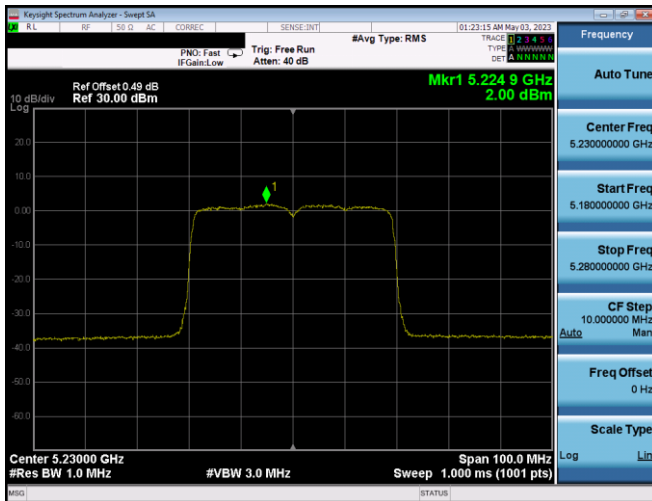 Keysight Spectrum Analyzer - Swept SA
RL RF 50 Ω AC CORREC SENSE:INT 01:23:15 AM May 03, 2023
#Avg Type: RMS
TRACE 1 2 3 4 5 6
PNO: Fast Trig: Free Run TYPE A WWWWW
IFGain:Low Atten: 40 dB DET A N N N N N
Mkr1 5.224 9 GHz
Ref Offset 0.49 dB
10 dB/div Ref 30.00 dBm 2.00 dBm
Log
20.0
10.0
1
0.00
-10.0
-20.0
-30.0
-40.0
-50.0
-60.0
Center 5.23000 GHz Span 100.0 MHz
#Res BW 1.0 MHz #VBW 3.0 MHz Sweep 1.000 ms (1001 pts)
MSG STATUS
Frequency
Auto Tune
Center Freq
5.230000000 GHz
Start Freq
5.180000000 GHz
Stop Freq
5.280000000 GHz
CF Step
10.000000 MHz
Auto Man
Freq Offset
0 Hz
Scale Type
Log Lin